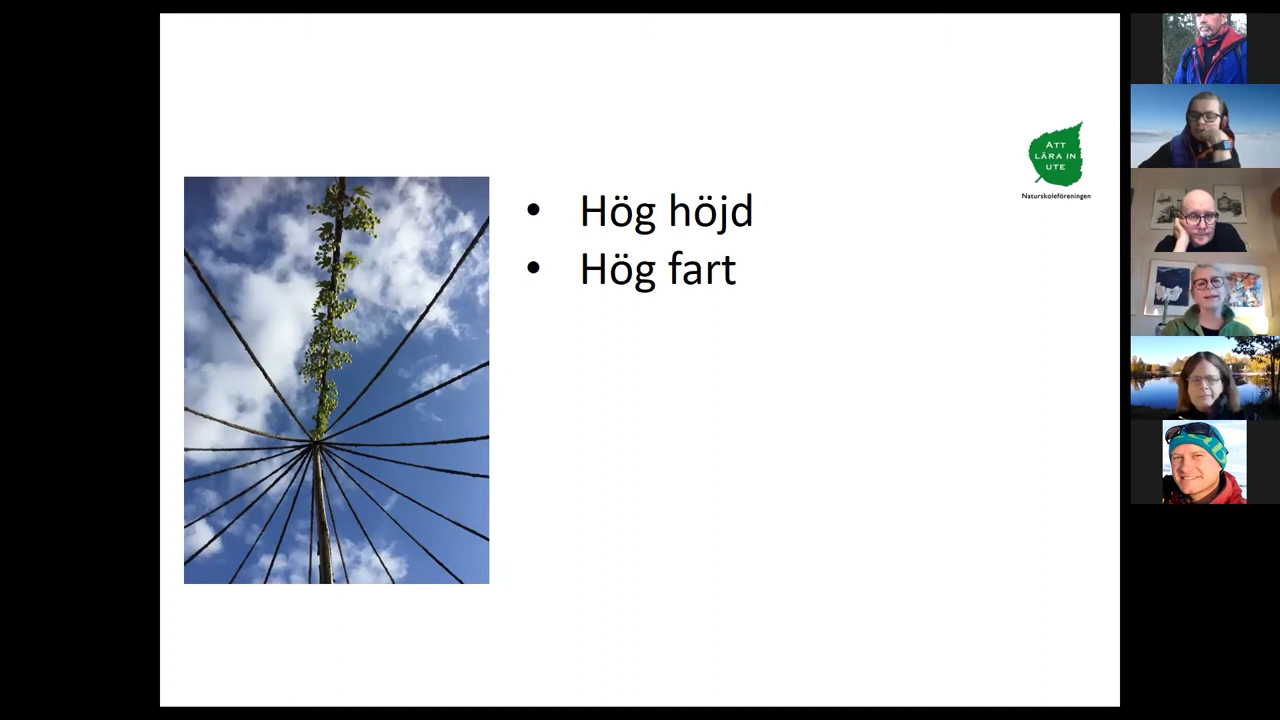 • Hög höjd
• Hög fart
ATT
LÄRA IN
UTE
Naturskoleföreningen